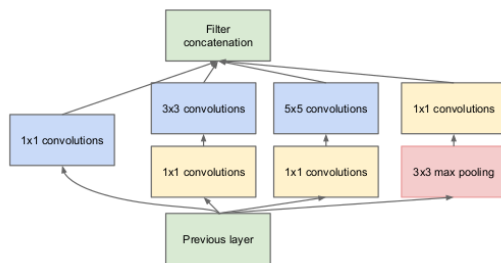 Filter
concatenation
3x3 convolutions
5x5 convolutions
1x1 convolutions
1x1 convolutions
1x1 convolutions
1x1 convolutions
3x3 max pooling
Previous layer